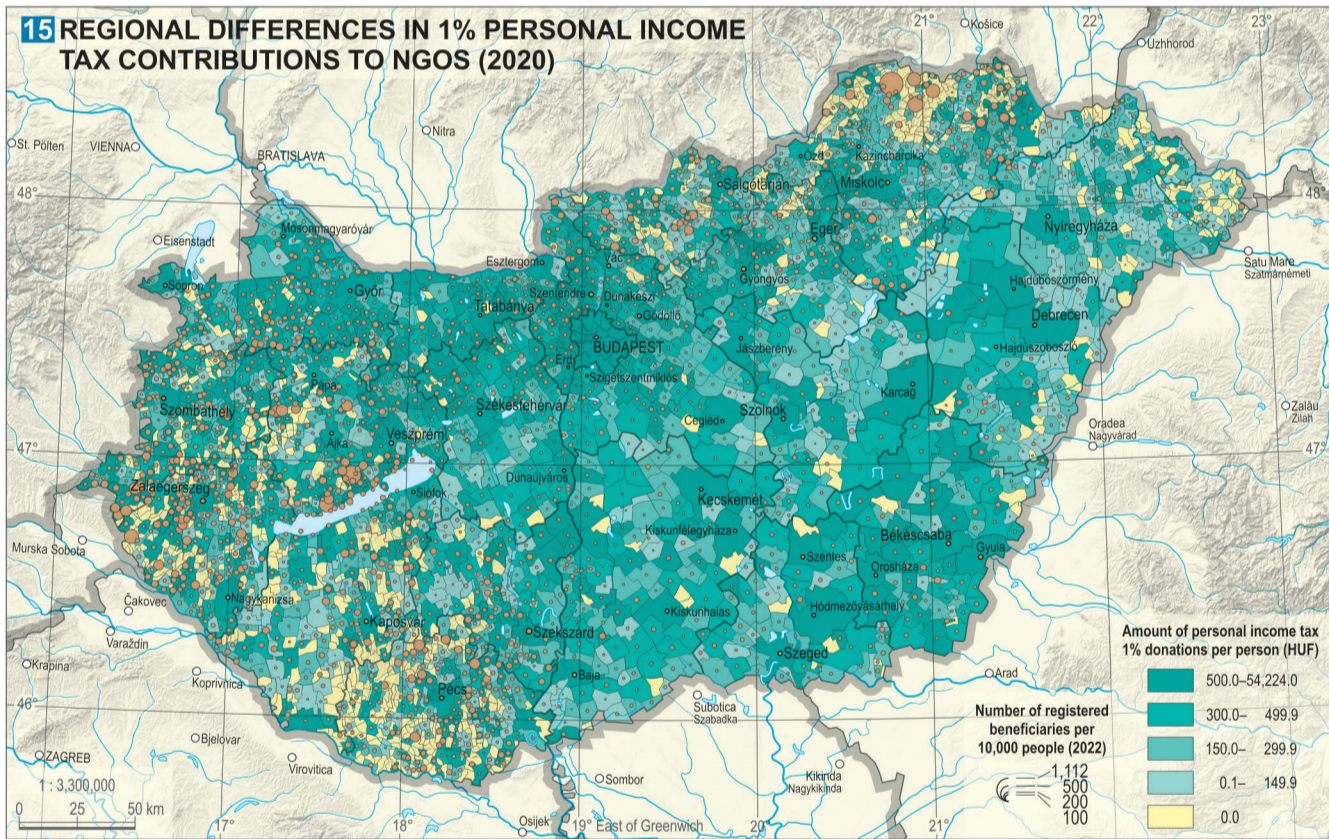 15 REGIONAL DIFFERENCES IN 1% PERSONAL INCOME
TAX CONTRIBUTIONS TO NGOS (2020)
21°
22°
23°
Košice
Uzhhorod
Nitra
St. Pölten
VIENNA
BRATISLAVA
Ózd
Kazincbarcika
Salgótarján
Miskolc
48°
48°
Mosonmagyaróvár
Eger
Nyíregyháza
Eisenstadt
Esztergom
Vác
Satu Mare
Szatmárnémeti
Sopron
Győr
Gyöngyös
Hajdúböszörmény
Szentendre
Dunakeszi
Tatabánya
Gödöllő
Debrecen
BUDAPEST
Jászberény
Hajdúszoboszló
Érd
Szigetszentmiklós
Pápa
Karcag
Szombathely
Székesfehérvár
Szolnok
Zalău
Zilah
Cegléd
Oradea
Nagyvárad
47°
Ajka
Veszprém
47°
Zalaegerszeg
Siófok
Dunaújváros
Kecskemét
Murska Sobota
Kiskunfélegyháza
Békéscsaba
Szentes
Gyula
Orosháza
Čakovec
Nagykanizsa
Kaposvár
Kiskunhalas
Hódmezővásárhely
Varaždin
Szekszárd
Szeged
Krapina
Koprivnica
Pécs
Baja
Arad
46°
Subotica
Szabadka
Bjelovar
ZAGREB
Virovitica
Sombor
Kikinda
Nagykikinda
Osijek
Amount of personal income tax
1% donations per person (HUF)
500.0–54,224.0
300.0– 499.9
150.0– 299.9
0.1– 149.9
0.0
Number of registered
beneficiaries per
10,000 people (2022)
1,112
500
200
100
1 : 3,300,000
0 25 50 km
17°
18°
19° East of Greenwich
20°
21°